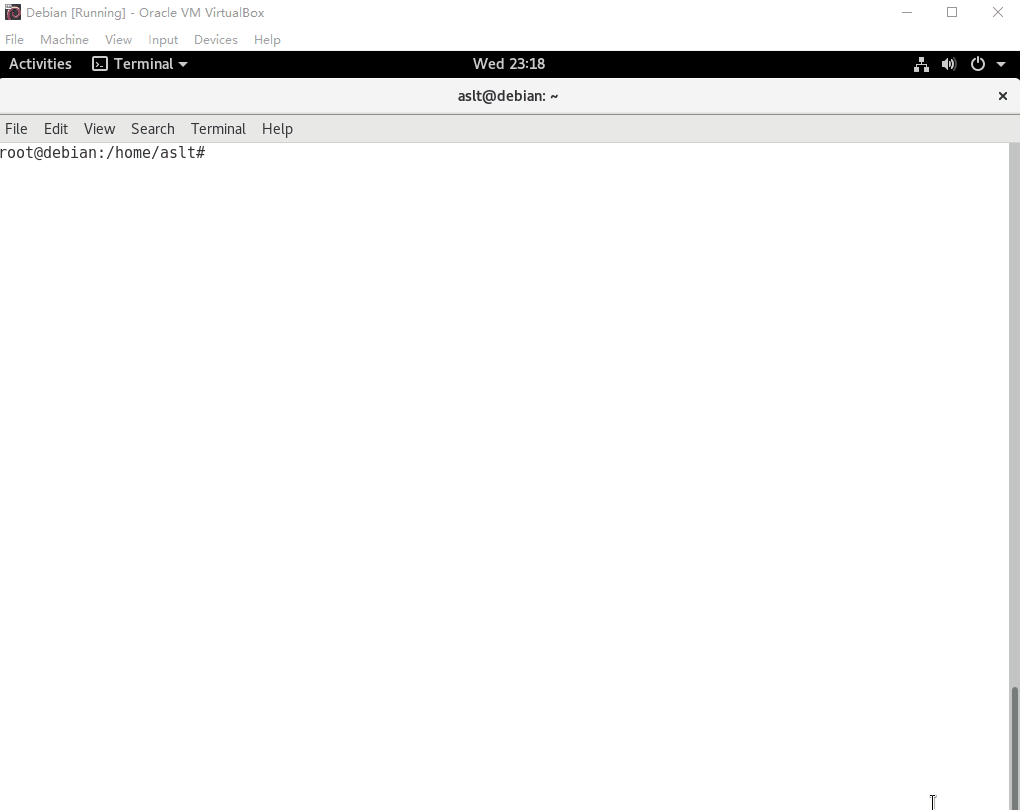 Debian [Running] - Oracle VM VirtualBox
File Machine View Input Devices Help
Activities Terminal Wed 23:18
aslt@debian: ~
File Edit View Search Terminal Help
root@debian:/home/aslt#